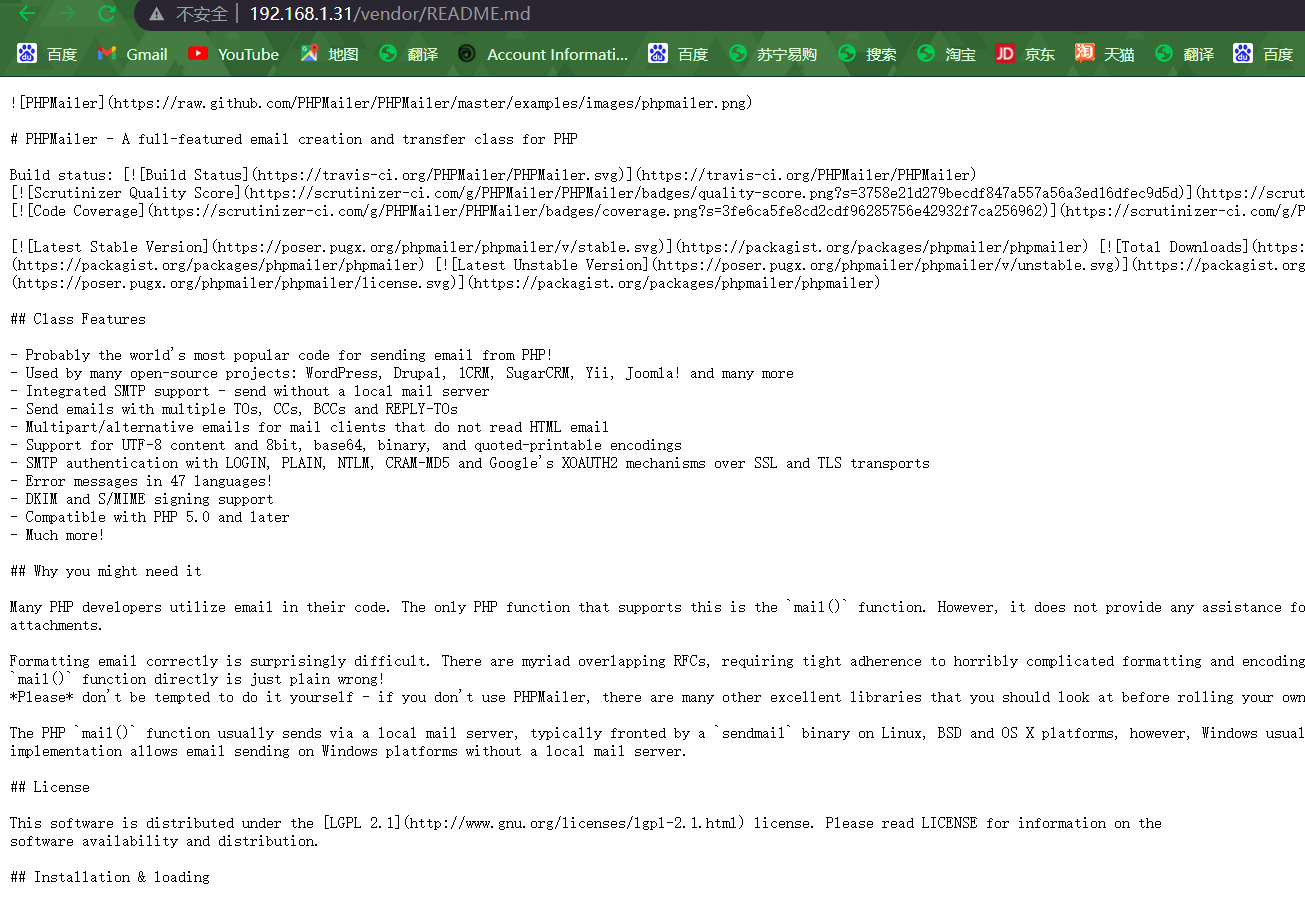 不安全 192.168.1.31/vendor/README.md
百度 Gmail YouTube 地图 翻译 Account Informati... 百度 苏宁易购 搜索 淘宝 JD 京东 淘 天猫 翻译 百度
![PHPMailer](https://raw.github.com/PHPMailer/PHPMailer/master/examples/images/phpmailer.png)
# PHPMailer - A full-featured email creation and transfer class for PHP
Build status: [![Build Status](https://travis-ci.org/PHPMailer/PHPMailer.svg)](https://travis-ci.org/PHPMailer/PHPMailer)
[![Scrutinizer Quality Score](https://scrutinizer-ci.com/g/PHPMailer/PHPMailer/badges/quality-score.png?s=3758e21d279becdf847a557a56a3ed16dfec9d5d)](https://scrut
[![Code Coverage](https://scrutinizer-ci.com/g/PHPMailer/PHPMailer/badges/coverage.png?s=3fe6ca5fe8cd2cdf96285756e42932f7ca256962)](https://scrutinizer-ci.com/g/P
[![Latest Stable Version](https://poser.pugx.org/phpmailer/phpmailer/v/stable.svg)](https://packagist.org/packages/phpmailer/phpmailer) [![Total Downloads](https:
(https://packagist.org/packages/phpmailer/phpmailer) [![Latest Unstable Version](https://poser.pugx.org/phpmailer/phpmailer/v/unstable.svg)](https://packagist.org
(https://poser.pugx.org/phpmailer/phpmailer/license.svg)](https://packagist.org/packages/phpmailer/phpmailer)
## Class Features
- Probably the world's most popular code for sending email from PHP!
- Used by many open-source projects: WordPress, Drupal, 1CRM, SugarCRM, Yii, Joomla! and many more
- Integrated SMTP support - send without a local mail server
- Send emails with multiple TOs, CCs, BCCs and REPLY-TOs
- Multipart/alternative emails for mail clients that do not read HTML email
- Support for UTF-8 content and 8bit, base64, binary, and quoted-printable encodings
- SMTP authentication with LOGIN, PLAIN, NTLM, CRAM-MD5 and Google's XOAUTH2 mechanisms over SSL and TLS transports
- Error messages in 47 languages!
- DKIM and S/MIME signing support
- Compatible with PHP 5.0 and later
- Much more!
## Why you might need it
Many PHP developers utilize email in their code. The only PHP function that supports this is the `mail()` function. However, it does not provide any assistance fo
attachments.
Formatting email correctly is surprisingly difficult. There are myriad overlapping RFCs, requiring tight adherence to horribly complicated formatting and encoding
`mail()` function directly is just plain wrong!
*Please* don't be tempted to do it yourself - if you don't use PHPMailer, there are many other excellent libraries that you should look at before rolling your own
The PHP `mail()` function usually sends via a local mail server, typically fronted by a `sendmail` binary on Linux, BSD and OS X platforms, however, Windows usual
implementation allows email sending on Windows platforms without a local mail server.
## License
This software is distributed under the [LGPL 2.1](http://www.gnu.org/licenses/lgpl-2.1.html) license. Please read LICENSE for information on the
software availability and distribution.
## Installation & loading